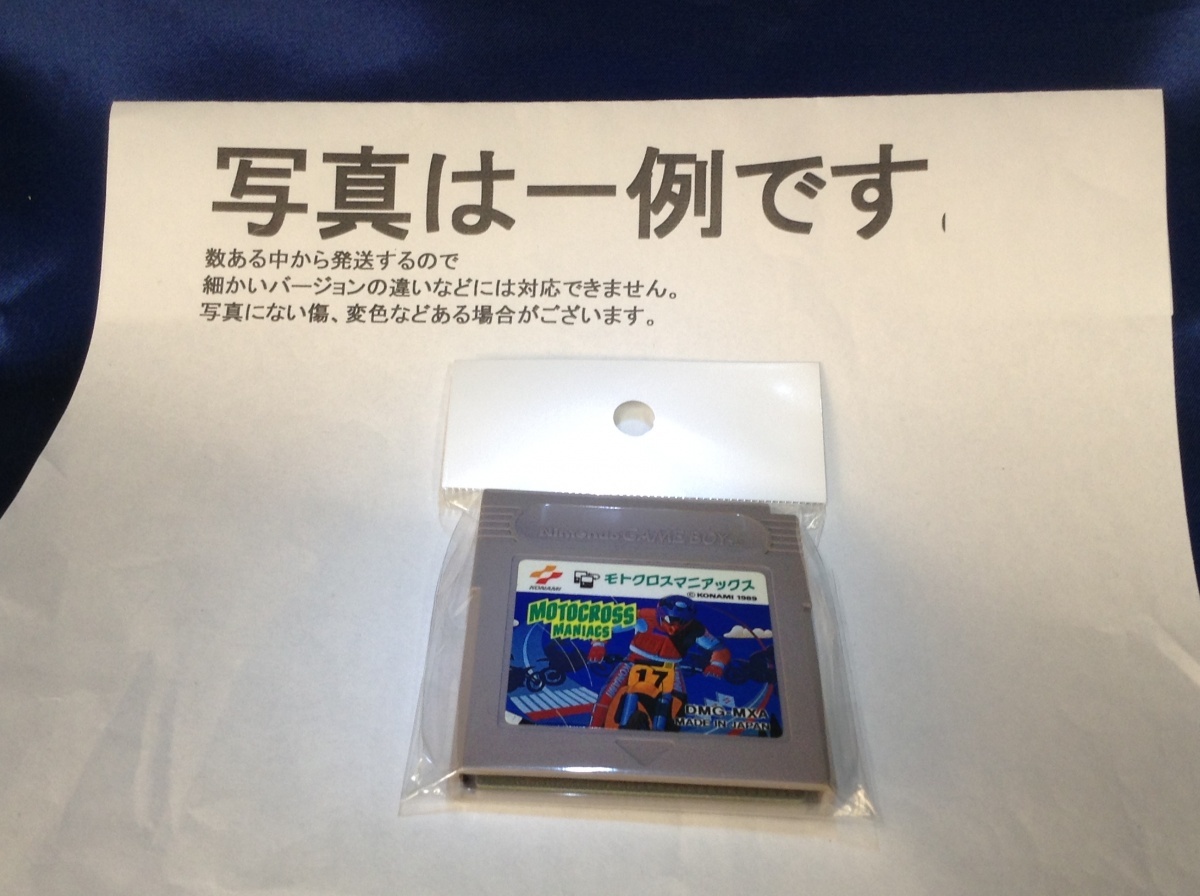 写真は一例です。
数ある中から発送するので
細かいバージョンの違いなどには対応できません。
写真にない傷、変色などある場合がございます。
Nintendo GAME BOY
KONAMI
モトクロスマニアックス
© KONAMI 1989
MOTOCROSS
MANIACS
17
DMG-MXA
MADE IN JAPAN